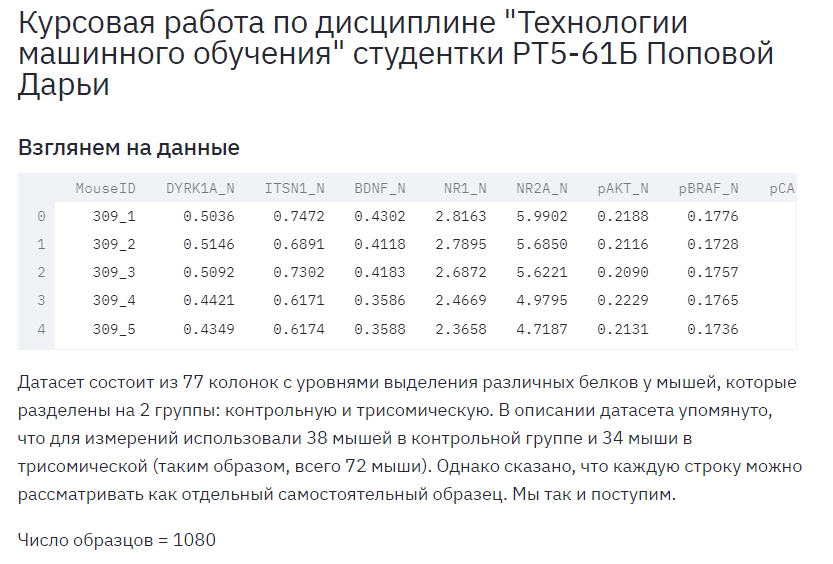 Курсовая работа по дисциплине "Технологии
машинного обучения" студентки РТ5-61Б Поповой
Дарьи
Взглянем на данные
MouseID DYRK1A_N ITSN1_N BDNF_N NR1_N NR2A_N pAKT_N pBRAF_N pCA
0 309_1 0.5036 0.7472 0.4302 2.8163 5.9902 0.2188 0.1776
1 309_2 0.5146 0.6891 0.4118 2.7895 5.6850 0.2116 0.1728
2 309_3 0.5092 0.7302 0.4183 2.6872 5.6221 0.2090 0.1757
3 309_4 0.4421 0.6171 0.3586 2.4669 4.9795 0.2229 0.1765
4 309_5 0.4349 0.6174 0.3588 2.3658 4.7187 0.2131 0.1736
Датасет состоит из 77 колонок с уровнями выделения различных белков у мышей, которые
разделены на 2 группы: контрольную и трисомическую. В описании датасета упомянуто,
что для измерений использовали 38 мышей в контрольной группе и 34 мыши в
трисомической (таким образом, всего 72 мыши). Однако сказано, что каждую строку можно
рассматривать как отдельный самостоятельный образец. Мы так и поступим.
Число образцов = 1080